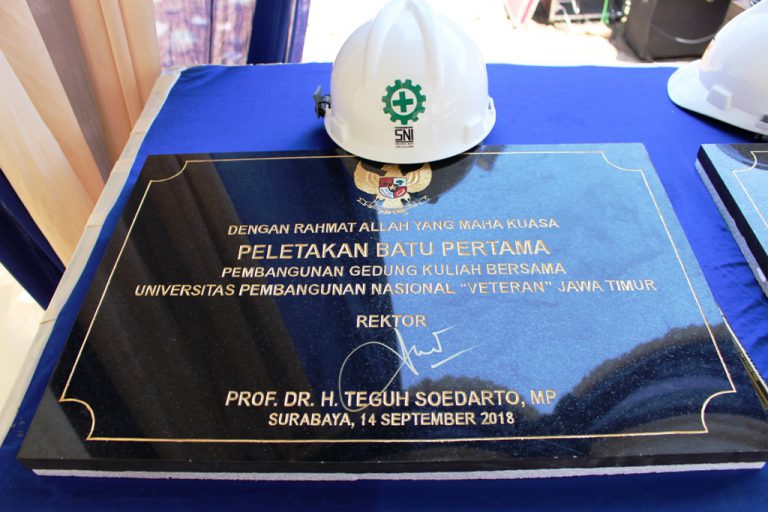 SNI
DENGAN RAHMAT ALLAH YANG MAHA KUASA
PELETAKAN BATU PERTAMA
PEMBANGUNAN GEDUNG KULIAH BERSAMA
UNIVERSITAS PEMBANGUNAN NASIONAL "VETERAN" JAWA TIMUR
REKTOR
PROF. DR. H. TEGUH SOEDARTO, MP
SURABAYA, 14 SEPTEMBER 2018